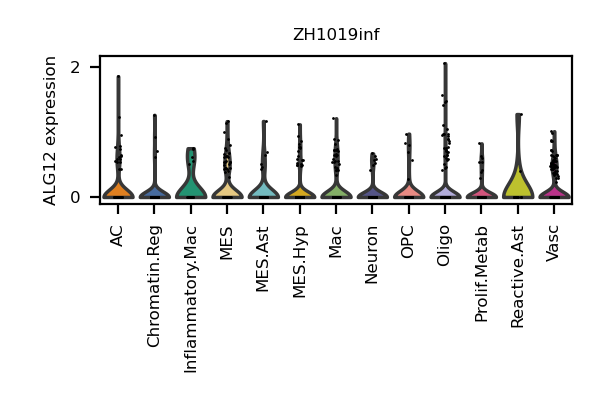 ZH1019inf
ALG12 expression
2
0
AC
Chromatin.Reg
Inflammatory.Mac
MES
MES.Ast
MES.Hyp
Mac
Neuron
OPC
Oligo
Prolif.Metab
Reactive.Ast
Vasc